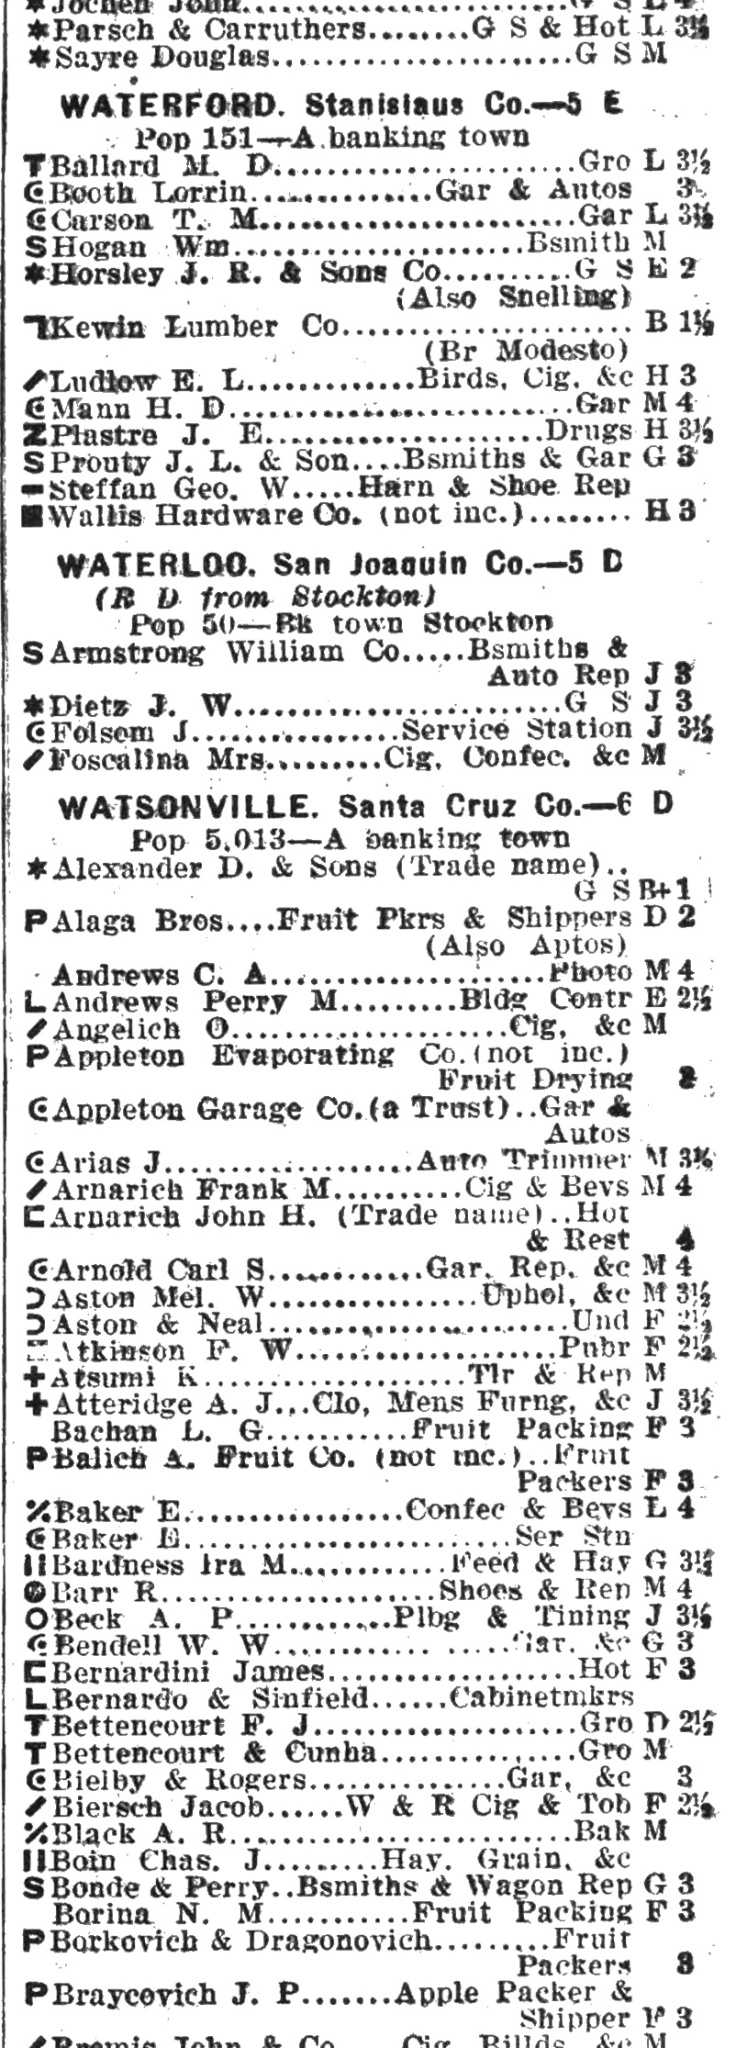 *Jochen John..........G S L 4
*Parsch & Carruthers........G S & Hot L 3½
*Sayre Douglas......................G S M
WATERFORD. Stanislaus Co.—5 E
Pop 151—A banking town
T Ballard M. D......................Gro L 3½
C Booth Lorrin..............Gar & Autos 3
C Carson T. M........................Gar L 3½
S Hogan Wm......................Bsmith M
*Horsley J. R. & Sons Co..........G S E 2
(Also Snelling)
Kewin Lumber Co...................... B 1½
(Br Modesto)
Ludlow E. L.............Birds, Cig, &c H 3
C Mann H. D..........................Gar M 4
Z Plastre J. E.....................Drugs H 3½
S Prouty J. L. & Son....Bsmiths & Gar G 3
Steffan Geo. W.....Harn & Shoe Rep
Wallis Hardware Co. (not inc.)........ H 3
WATERLOO. San Joaquin Co.—5 D
(R D from Stockton)
Pop 50—Bk town Stockton
S Armstrong William Co.....Bsmiths &
Auto Rep J 3
*Dietz J. W........................G S J 3
C Folsom J................Service Station J 3½
Foscalina Mrs.........Cig, Confec, &c M
WATSONVILLE. Santa Cruz Co.—6 D
Pop 5,013—A banking town
*Alexander D. & Sons (Trade name)..
G S B+ 1
P Alaga Bros....Fruit Pkrs & Shippers D 2
(Also Aptos)
Andrews C. A.....................Photo M 4
L Andrews Perry M.........Bldg Contr E 2½
Angelich O....................Cig, &c M
P Appleton Evaporating Co. (not inc.)
Fruit Drying
C Appleton Garage Co. (a Trust)..Gar &
Autos
C Arias J..................Auto Trimmer M 3½
Arnarich Frank M..........Cig & Bevs M 4
Arnarich John H. (Trade name)..Hot
& Rest 4
C Arnold Carl S............Gar, Rep, &c M 4
Aston Mel. W................Uphol, &c M 3½
Aston & Neal......................Und F 2½
Atkinson F. W....................Pubr F 2½
+Atsumi K...................Tlr & Rep M
+Atteridge A. J...Clo, Mens Furng, &c J 3½
Bachan L. G...........Fruit Packing F 3
P Balich A. Fruit Co. (not inc.)..Fruit
Packers F 3
Baker E.................Confec & Bevs L 4
C Baker E.........................Ser Stn
Bardness Ira M............Feed & Hay G 3½
Barr R....................Shoes & Rep M 4
O Beck A. P............Plbg & Tining J 3½
C Bendell W. W..................Gar, &c G 3
Bernardini James..................Hot F 3
L Bernardo & Sinfield......Cabinetmkrs
T Bettencourt F. J...................Gro D 2½
T Bettencourt & Cunha..............Gro M
C Bielby & Rogers...............Gar, &c 3
Biersch Jacob......W & R Cig & Tob F 2½
Black A. R.........................Bak M
Boin Chas. J.........Hay, Grain, &c
S Bonde & Perry..Bsmiths & Wagon Rep G 3
Borina N. M...........Fruit Packing F 3
P Borkovich & Dragonovich.........Fruit
Packers 3
P Braycovich J. P........Apple Packer &
Shipper F 3
John & Co....Cig, Billds, &c M